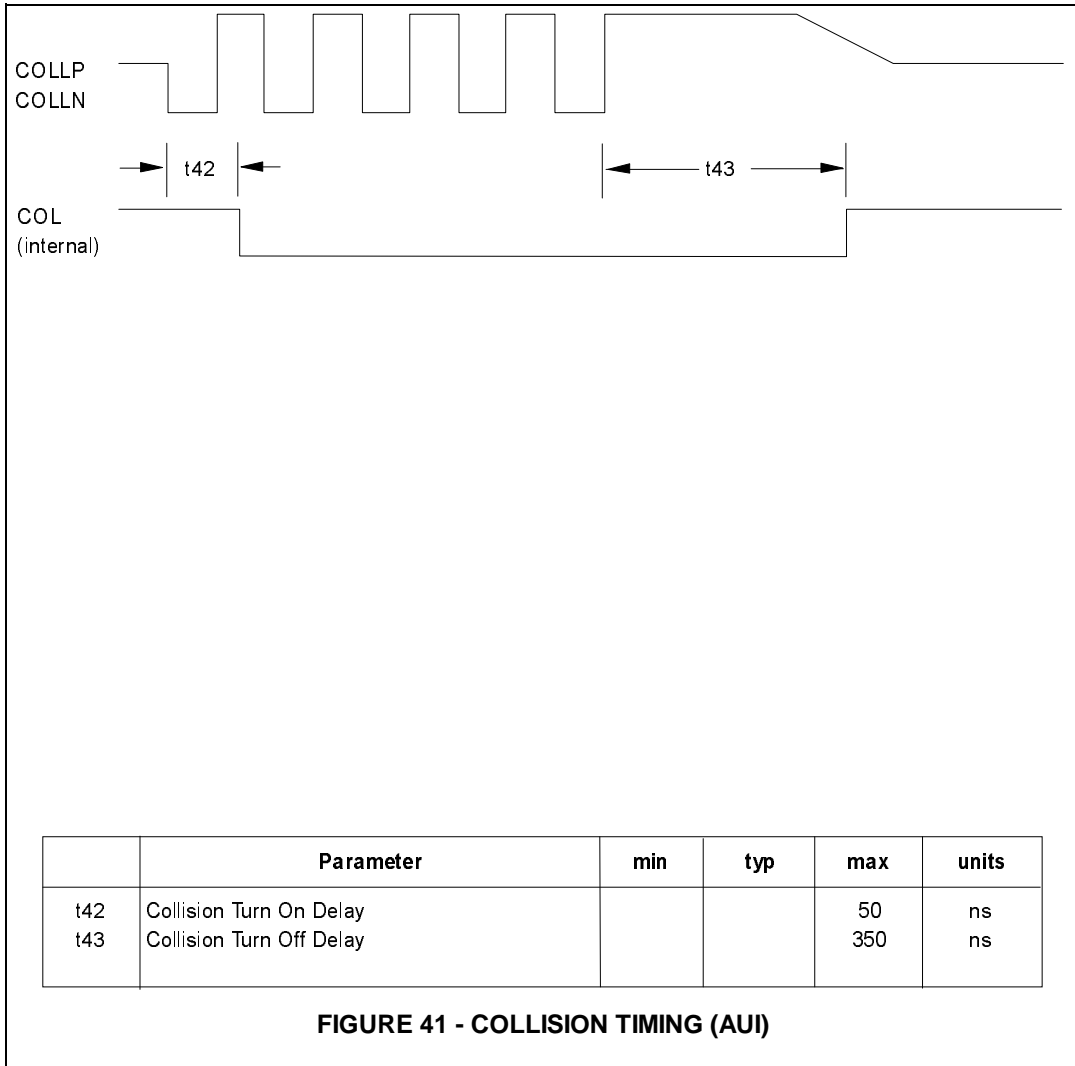 COLLP
COLLN
t42
t43
COL
(internal)
Parameter min typ max units
t42 Collision Turn On Delay 50 ns
t43 Collision Turn Off Delay 350 ns
FIGURE 41 - COLLISION TIMING (AUI)